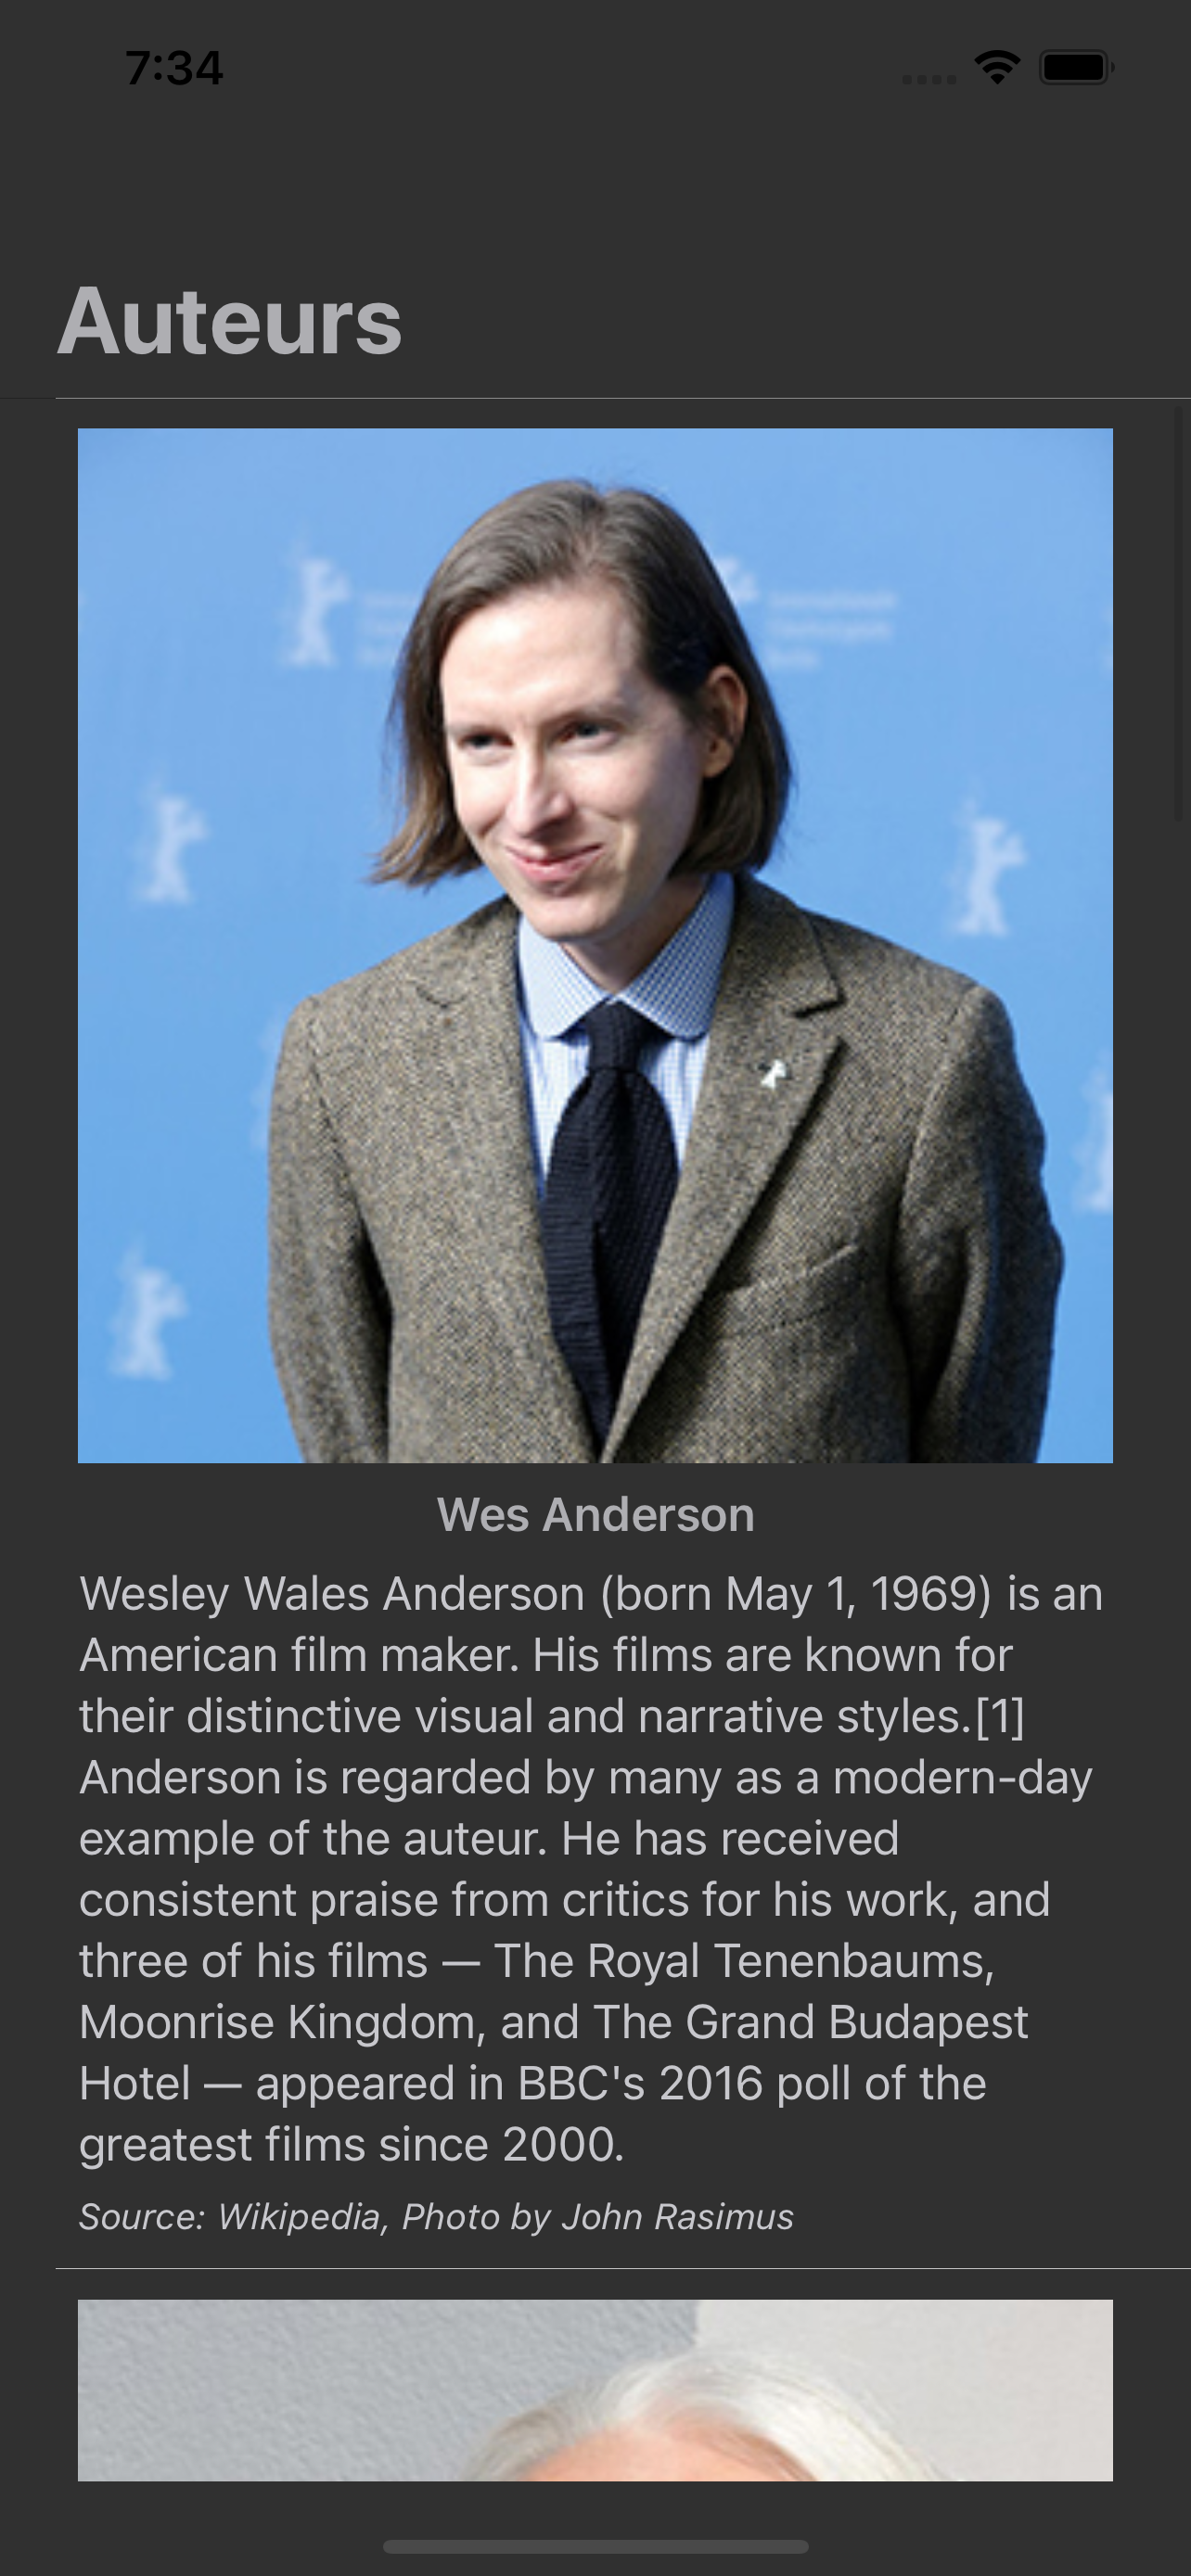 7:34
Auteurs
Wes Anderson
Wesley Wales Anderson (born May 1, 1969) is an
American film maker. His films are known for
their distinctive visual and narrative styles.[1]
Anderson is regarded by many as a modern-day
example of the auteur. He has received
consistent praise from critics for his work, and
three of his films — The Royal Tenenbaums,
Moonrise Kingdom, and The Grand Budapest
Hotel — appeared in BBC's 2016 poll of the
greatest films since 2000.
Source: Wikipedia, Photo by John Rasimus